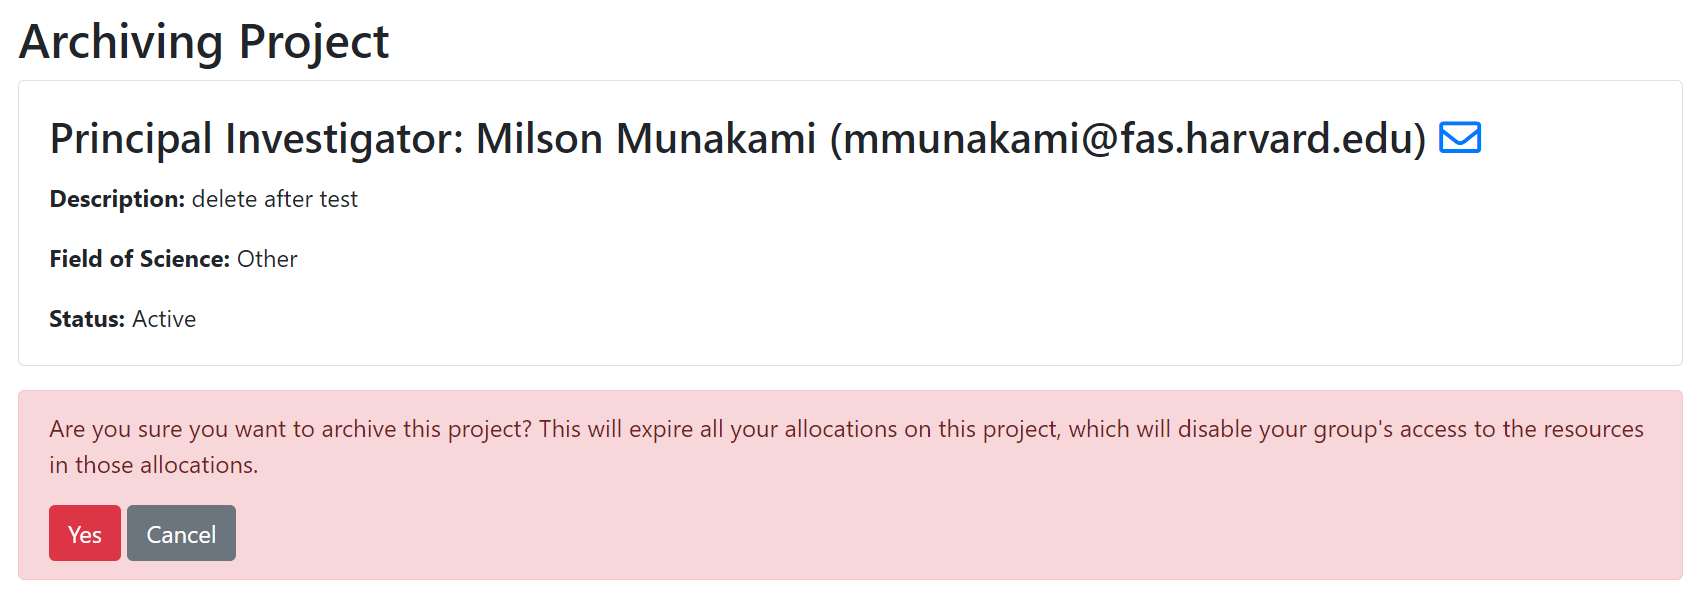 Archiving Project
Principal Investigator: Milson Munakami (mmunakami@fas.harvard.edu)
Description: delete after test
Field of Science: Other
Status: Active
Are you sure you want to archive this project? This will expire all your allocations on this project, which will disable your group's access to the resources
in those allocations.
Yes Cancel